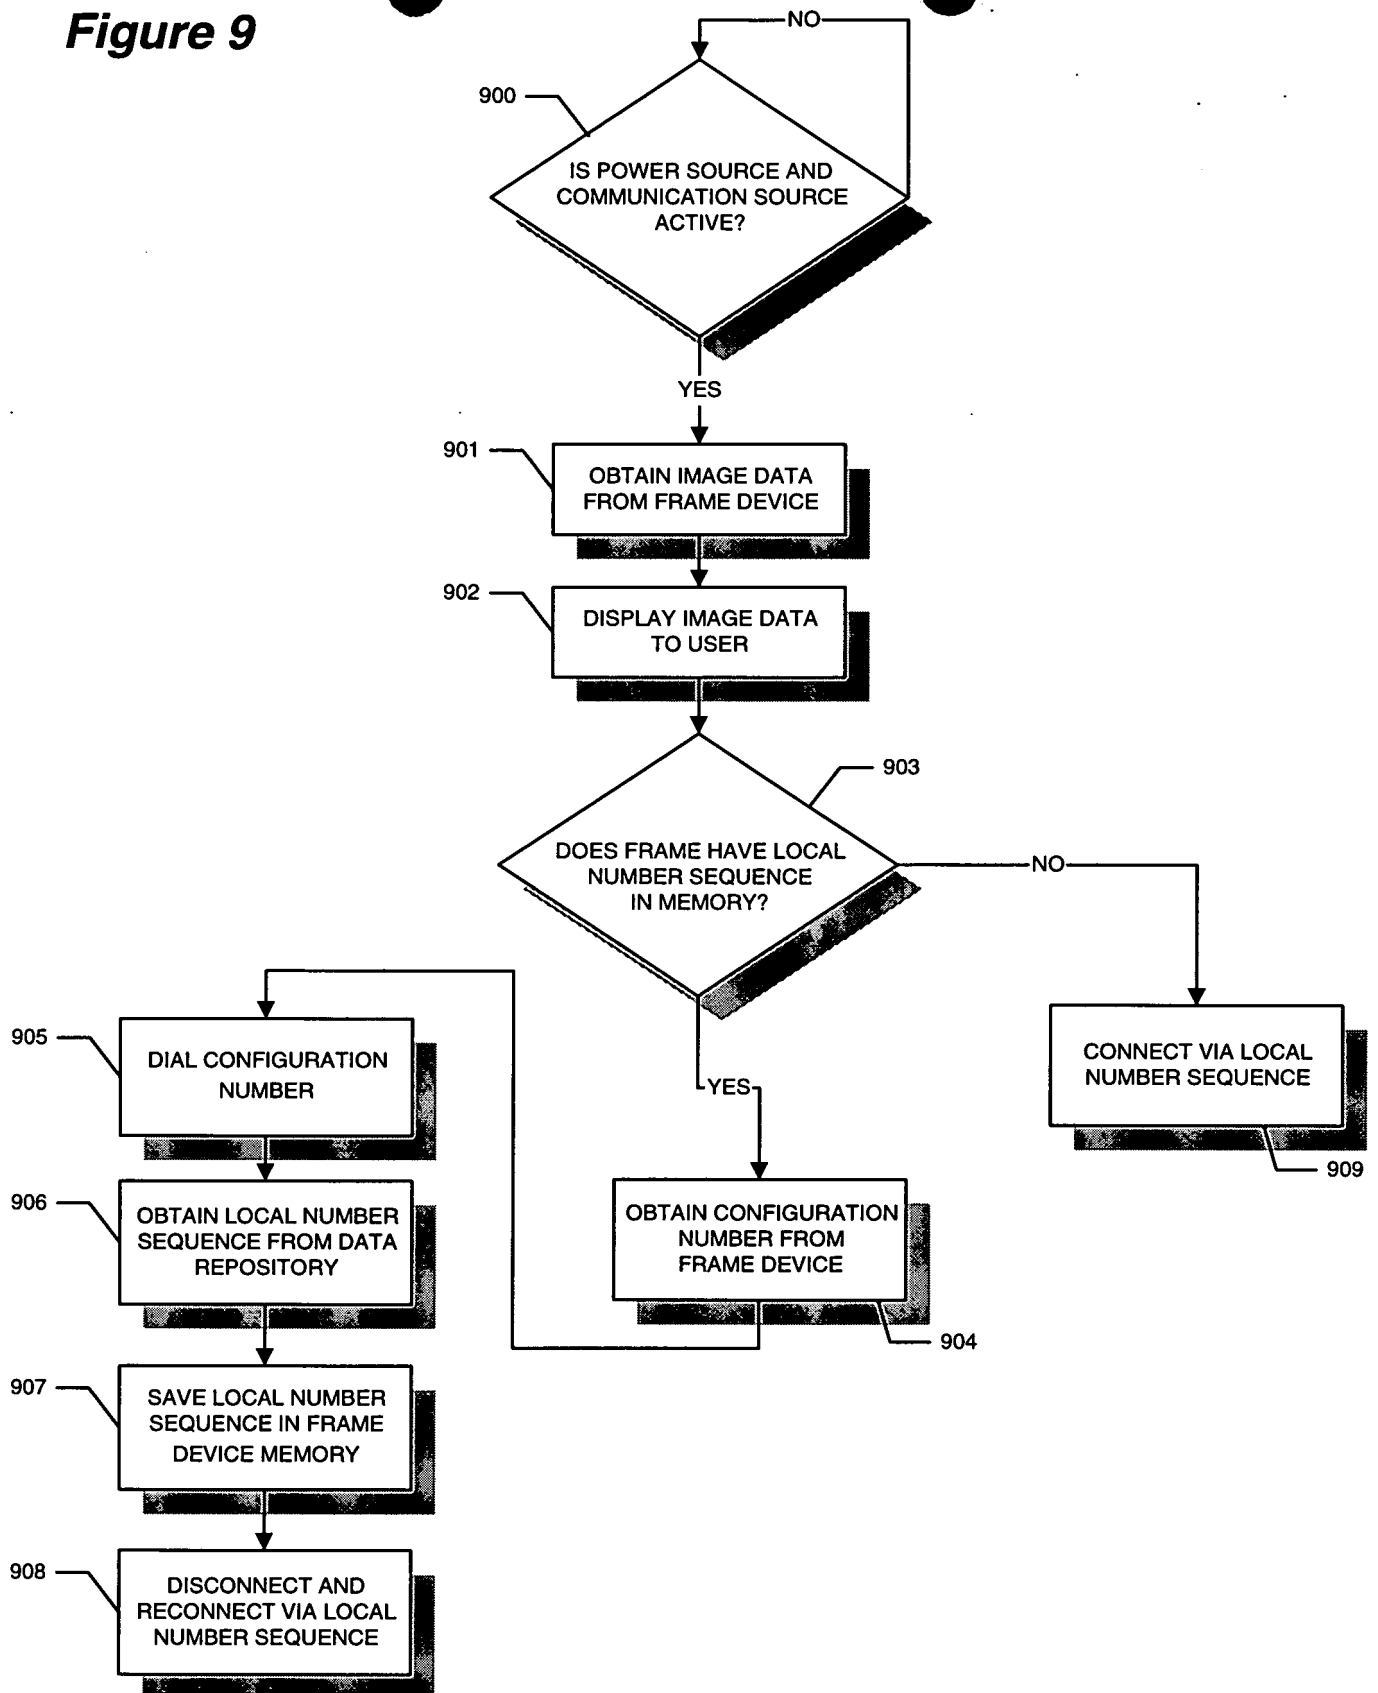 Figure 9
NO
900
IS POWER SOURCE AND
COMMUNICATION SOURCE
ACTIVE?
YES
901
OBTAIN IMAGE DATA
FROM FRAME DEVICE
902
DISPLAY IMAGE DATA
TO USER
903
DOES FRAME HAVE LOCAL
NUMBER SEQUENCE
IN MEMORY?
NO
YES
905
DIAL CONFIGURATION
NUMBER
CONNECT VIA LOCAL
NUMBER SEQUENCE
909
906
OBTAIN LOCAL NUMBER
SEQUENCE FROM DATA
REPOSITORY
OBTAIN CONFIGURATION
NUMBER FROM
FRAME DEVICE
904
907
SAVE LOCAL NUMBER
SEQUENCE IN FRAME
DEVICE MEMORY
908
DISCONNECT AND
RECONNECT VIA LOCAL
NUMBER SEQUENCE